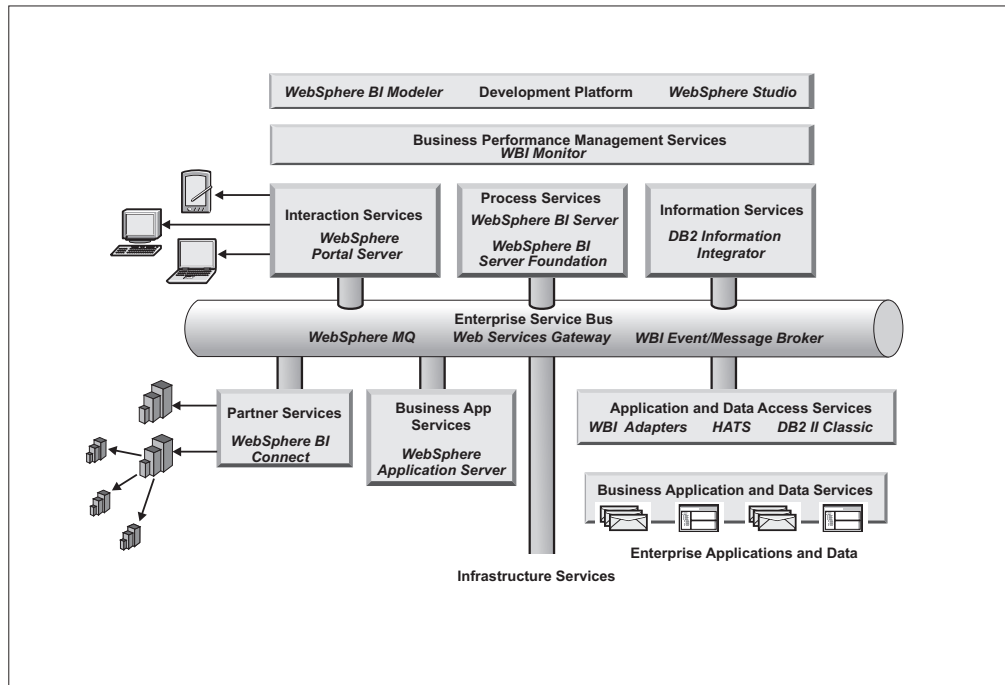 WebSphere BI Modeler Development Platform WebSphere Studio
Business Performance Management Services
WBI Monitor
Interaction Services
WebSphere
Portal Server
Process Services
WebSphere BI Server
WebSphere BI
Server Foundation
Information Services
DB2 Information
Integrator
Enterprise Service Bus
WebSphere MQ Web Services Gateway WBI Event/Message Broker
Partner Services
WebSphere BI
Connect
Business App
Services
WebSphere
Application Server
Application and Data Access Services
WBI Adapters HATS DB2 II Classic
Business Application and Data Services
Enterprise Applications and Data
Infrastructure Services